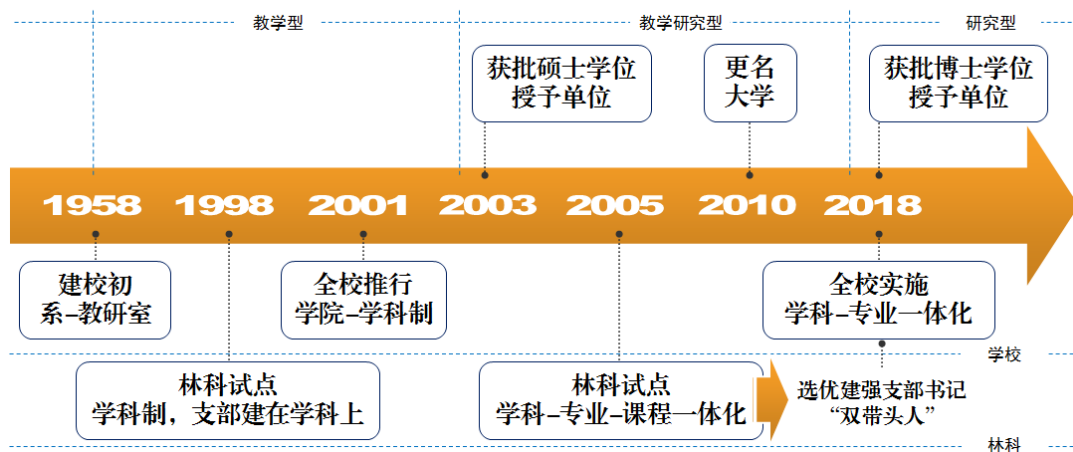 教学型
教学研究型
研究型
获批硕士学位
授予单位
更名
大学
获批博士学位
授予单位
1958
1998
2001
2003
2005
2010
2018
建校初
系-教研室
全校推行
学院-学科制
全校实施
学科-专业一体化
学校
林科试点
学科制，支部建在学科上
林科试点
学科-专业-课程一体化
选优建强支部书记
“双带头人”
林科